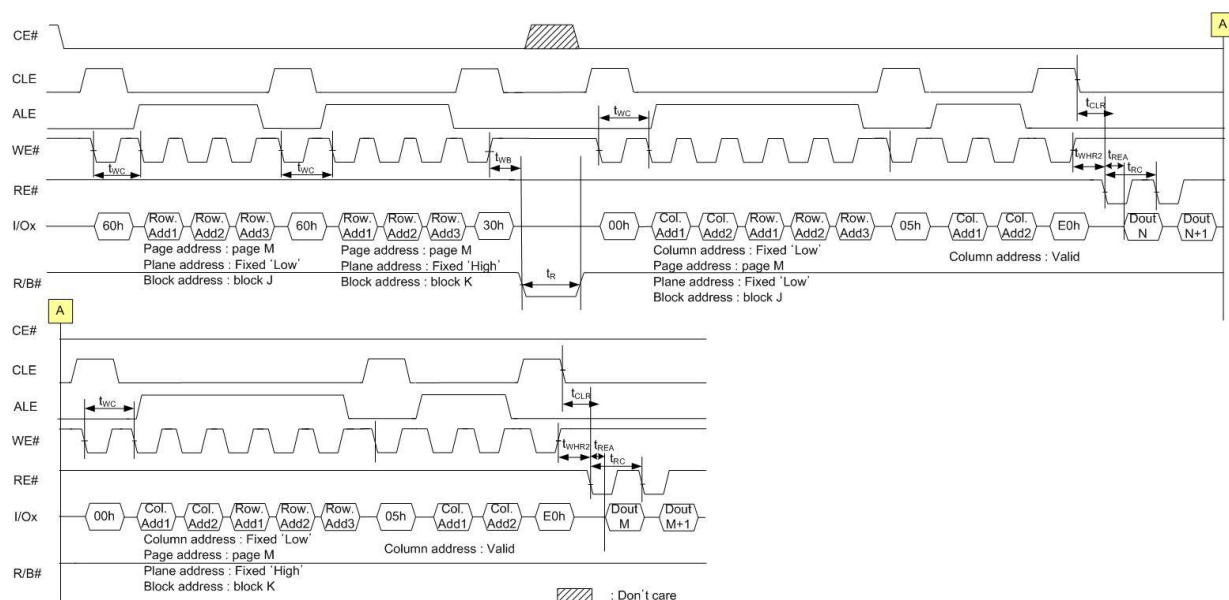 A
CE#
CLE
tCLR
ALE
tWC
WE#
tWC
tWC
tWB
tWHR2
tREA
tRC
RE#
I/Ox
60h
Row. Add1
Row. Add2
Row. Add3
60h
Row. Add1
Row. Add2
Row. Add3
30h
00h
Col. Add1
Col. Add2
Row. Add1
Row. Add2
Row. Add3
05h
Col. Add1
Col. Add2
E0h
Dout N
Dout N+1
Page address : page M
Plane address : Fixed 'Low'
Block address : block J
Page address : page M
Plane address : Fixed 'High'
Block address : block K
Column address : Fixed 'Low'
Page address : page M
Plane address : Fixed 'Low'
Block address : block J
Column address : Valid
R/B#
tR
A
CE#
CLE
tCLR
ALE
tWC
WE#
tWHR2
tREA
tRC
RE#
I/Ox
00h
Col. Add1
Col. Add2
Row. Add1
Row. Add2
Row. Add3
05h
Col. Add1
Col. Add2
E0h
Dout M
Dout M+1
Column address : Fixed 'Low'
Page address : page M
Plane address : Fixed 'High'
Block address : block K
Column address : Valid
R/B#
: Don't care